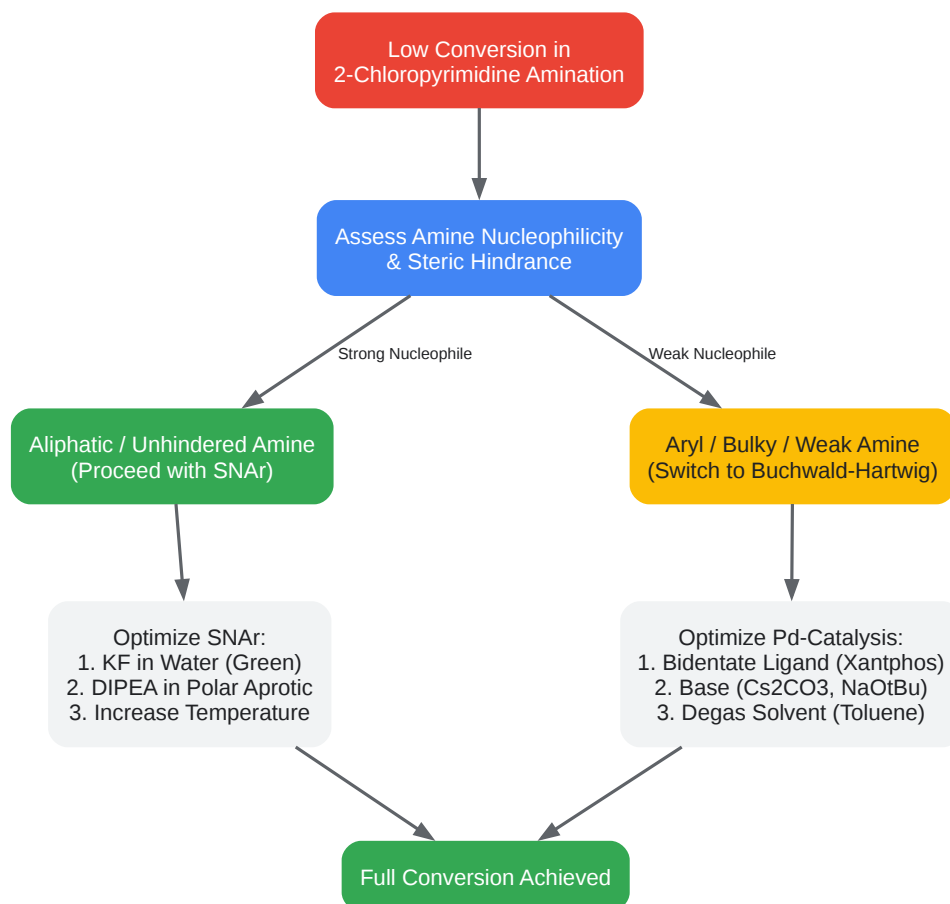 Low Conversion in
2-Chloropyrimidine Amination
Assess Amine Nucleophilicity
& Steric Hindrance
Strong Nucleophile
Weak Nucleophile
Aliphatic / Unhindered Amine
(Proceed with SNAr)
Aryl / Bulky / Weak Amine
(Switch to Buchwald-Hartwig)
Optimize SNAr:
1. KF in Water (Green)
2. DIPEA in Polar Aprotic
3. Increase Temperature
Optimize Pd-Catalysis:
1. Bidentate Ligand (Xantphos)
2. Base (Cs2CO3, NaOtBu)
3. Degas Solvent (Toluene)
Full Conversion Achieved